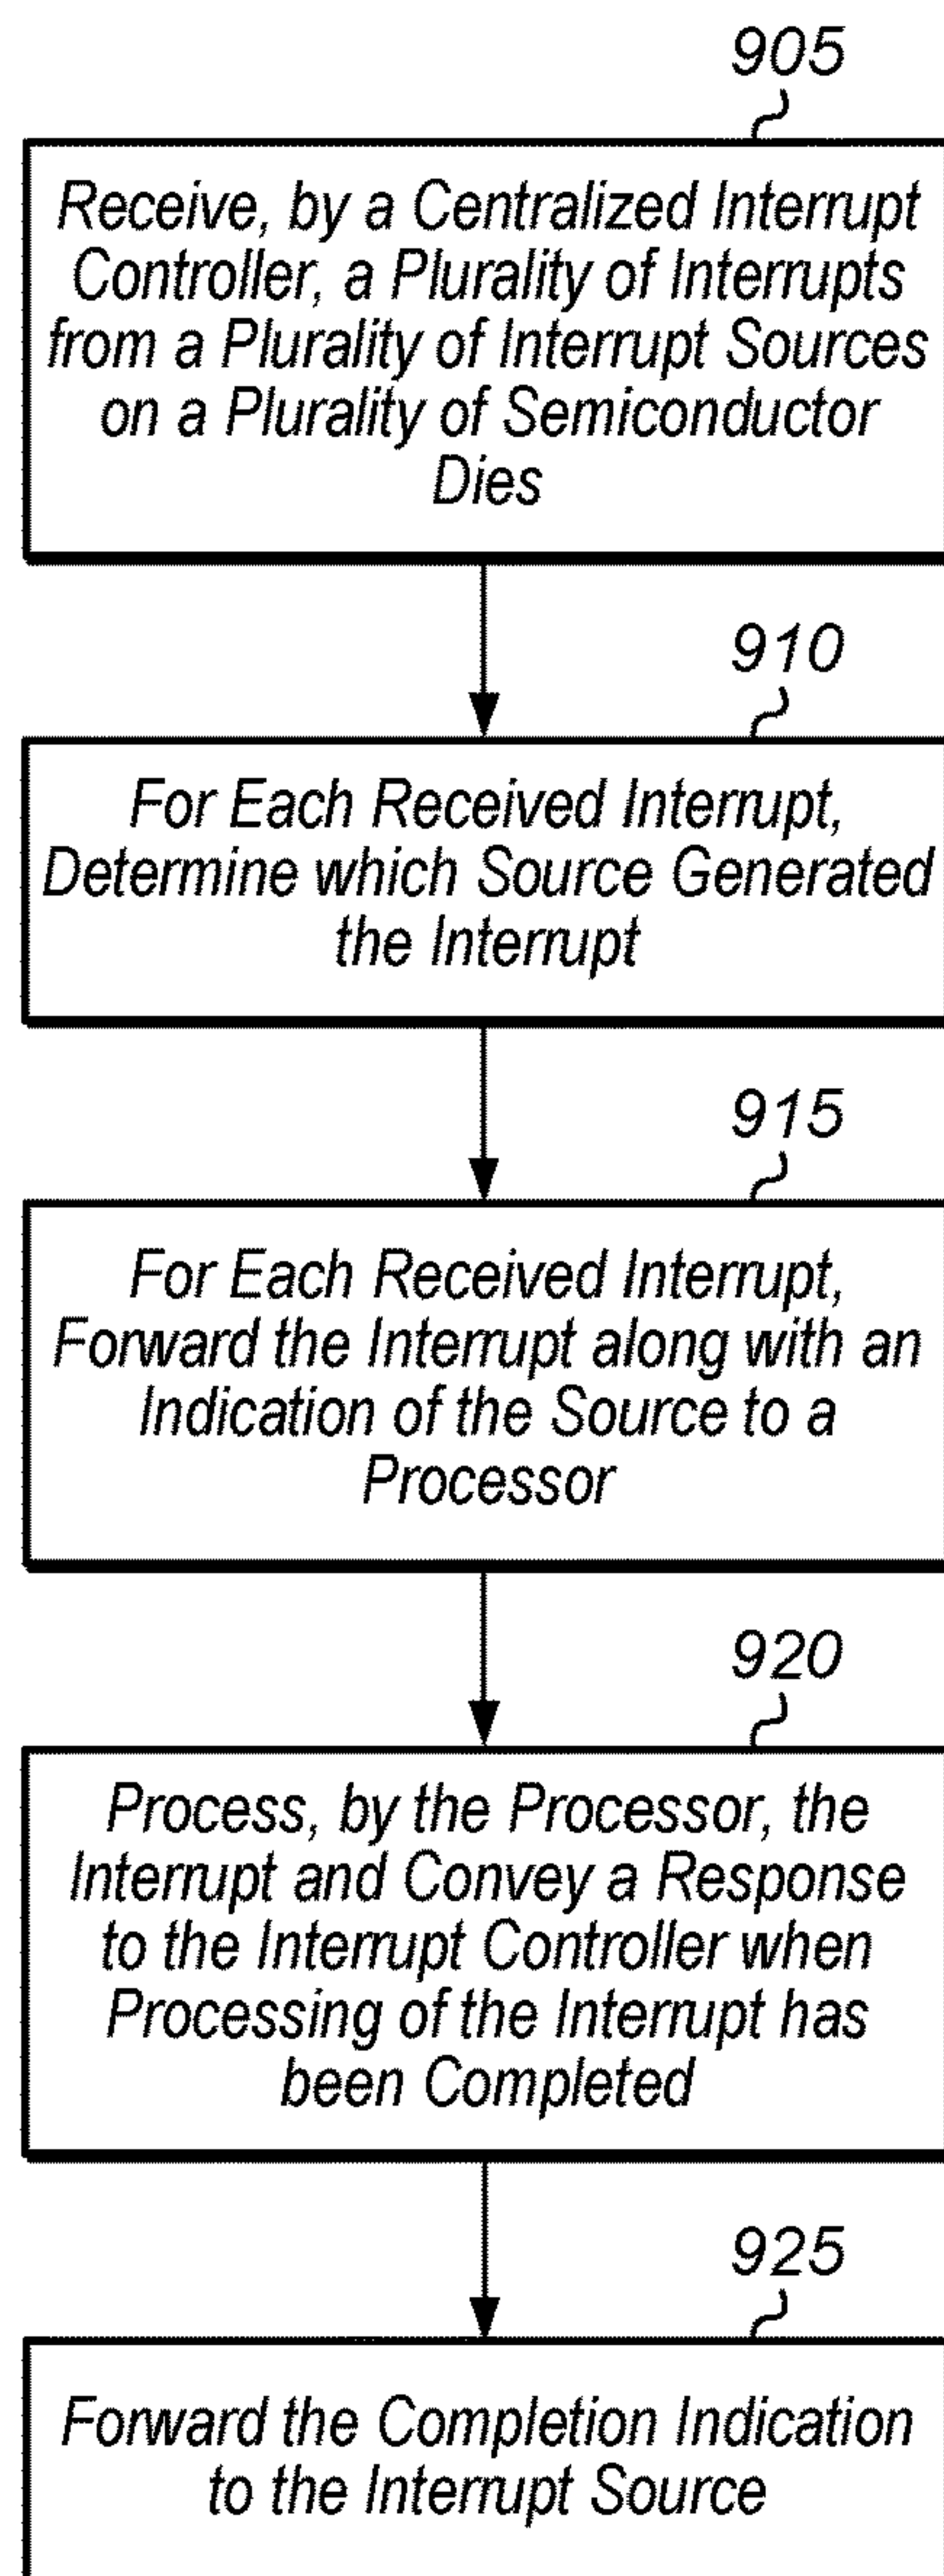 905
Receive, by a Centralized Interrupt
Controller, a Plurality of Interrupts
from a Plurality of Interrupt Sources
on a Plurality of Semiconductor
Dies
910
For Each Received Interrupt,
Determine which Source Generated
the Interrupt
915
For Each Received Interrupt,
Forward the Interrupt along with an
Indication of the Source to a
Processor
920
Process, by the Processor, the
Interrupt and Convey a Response
to the Interrupt Controller when
Processing of the Interrupt has
been Completed
925
Forward the Completion Indication
to the Interrupt Source